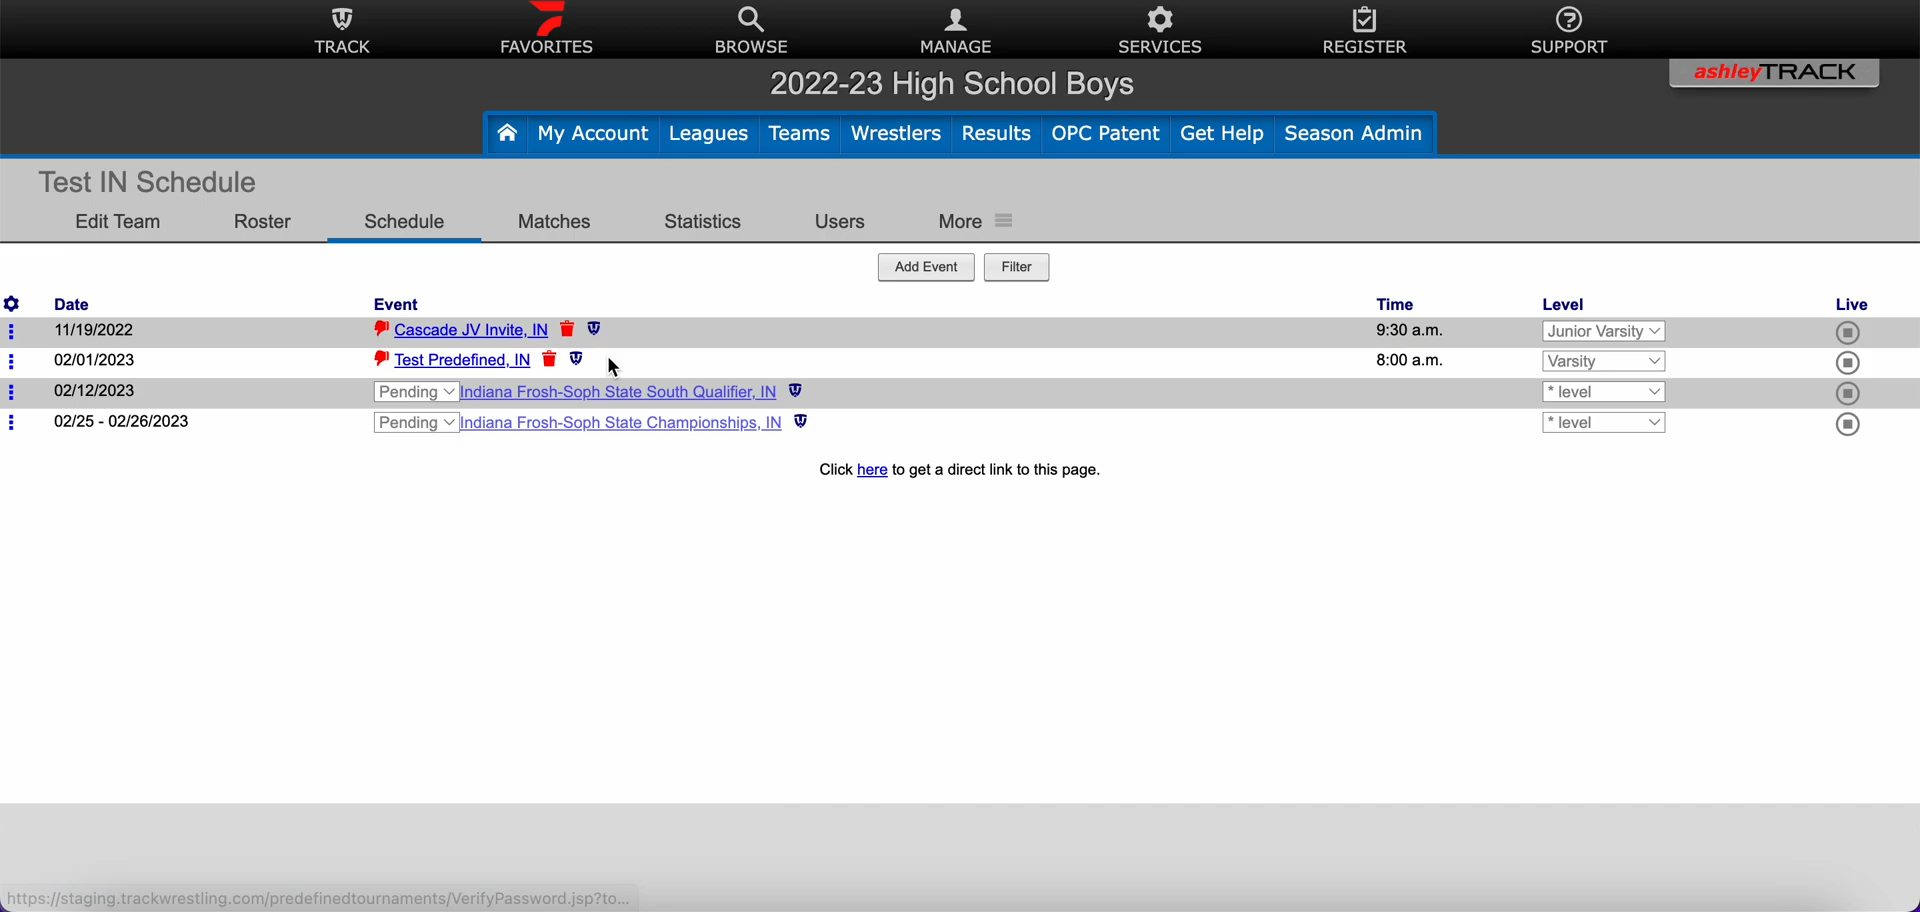 TRACK FAVORITES BROWSE MANAGE SERVICES REGISTER SUPPORT
2022-23 High School Boys
ashleyTRACK
My Account Leagues Teams Wrestlers Results OPC Patent Get Help Season Admin
Test IN Schedule
Edit Team Roster Schedule Matches Statistics Users More
Add Event Filter
Date Event Time Level Live
11/19/2022 Cascade JV Invite, IN 9:30 a.m. Junior Varsity
02/01/2023 Test Predefined, IN 8:00 a.m. Varsity
02/12/2023 Pending Indiana Frosh-Soph State South Qualifier, IN * level
02/25 - 02/26/2023 Pending Indiana Frosh-Soph State Championships, IN * level
Click here to get a direct link to this page.
https://staging.trackwrestling.com/predefinedtournaments/VerifyPassword.jsp?to...